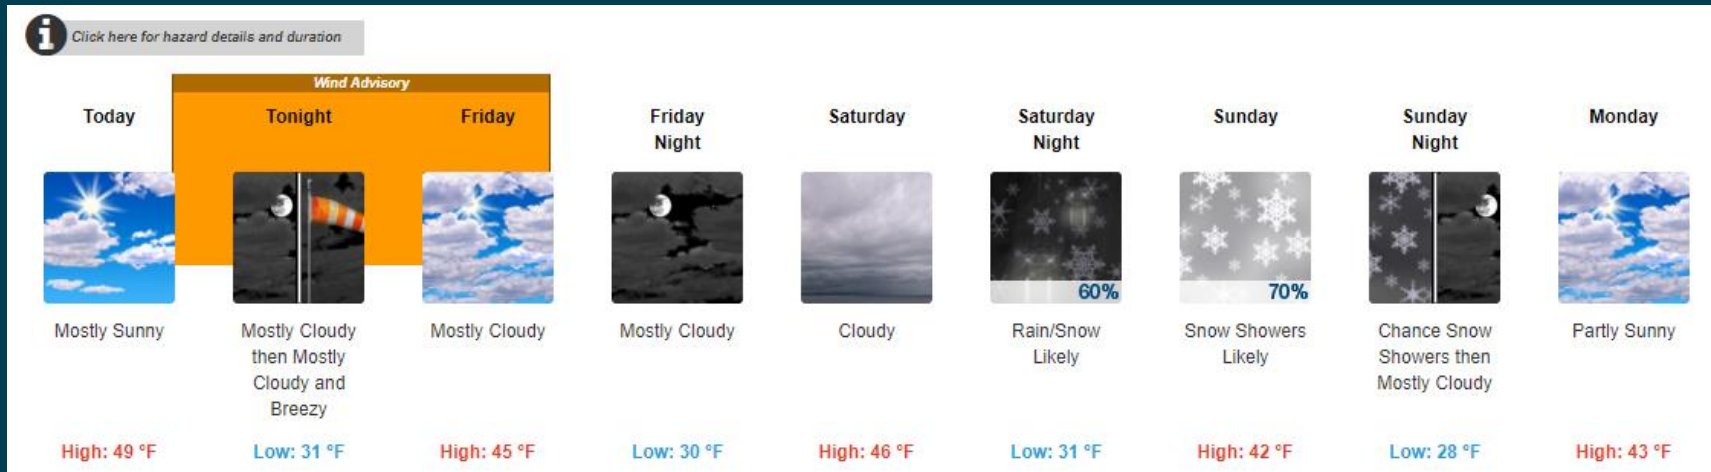 i
Click here for hazard details and duration
Wind Advisory
Today
Tonight
Friday
Friday
Night
Saturday
Saturday
Night
Sunday
Sunday
Night
Monday
60%
70%
Mostly Sunny
Mostly Cloudy
then Mostly
Cloudy and
Breezy
Mostly Cloudy
Mostly Cloudy
Cloudy
Rain/Snow
Likely
Snow Showers
Likely
Chance Snow
Showers then
Mostly Cloudy
Partly Sunny
High: 49 °F
Low: 31 °F
High: 45 °F
Low: 30 °F
High: 46 °F
Low: 31 °F
High: 42 °F
Low: 28 °F
High: 43 °F